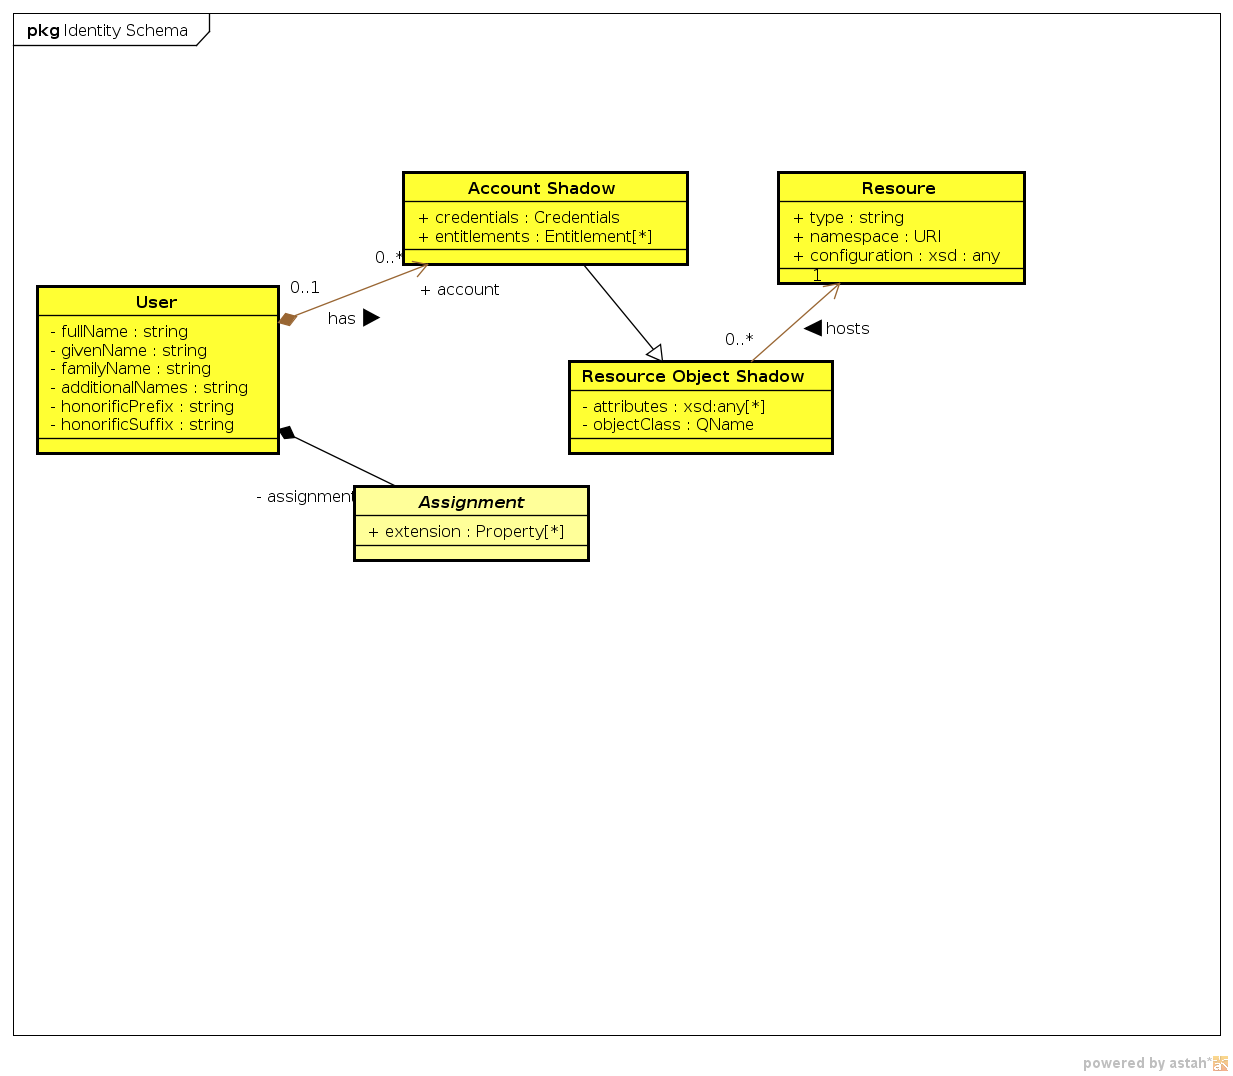 pkg Identity Schema
Account Shadow
+ credentials : Credentials
+ entitlements : Entitlement[*]
Resoure
+ type : string
+ namespace : URI
+ configuration : xsd : any
1
0..*
0..1
+ account
has
User
- fullName : string
- givenName : string
- familyName : string
- additionalNames : string
- honorificPrefix : string
- honorificSuffix : string
hosts
0..*
Resource Object Shadow
- attributes : xsd:any[*]
- objectClass : QName
- assignment
Assignment
+ extension : Property[*]
powered by astah*